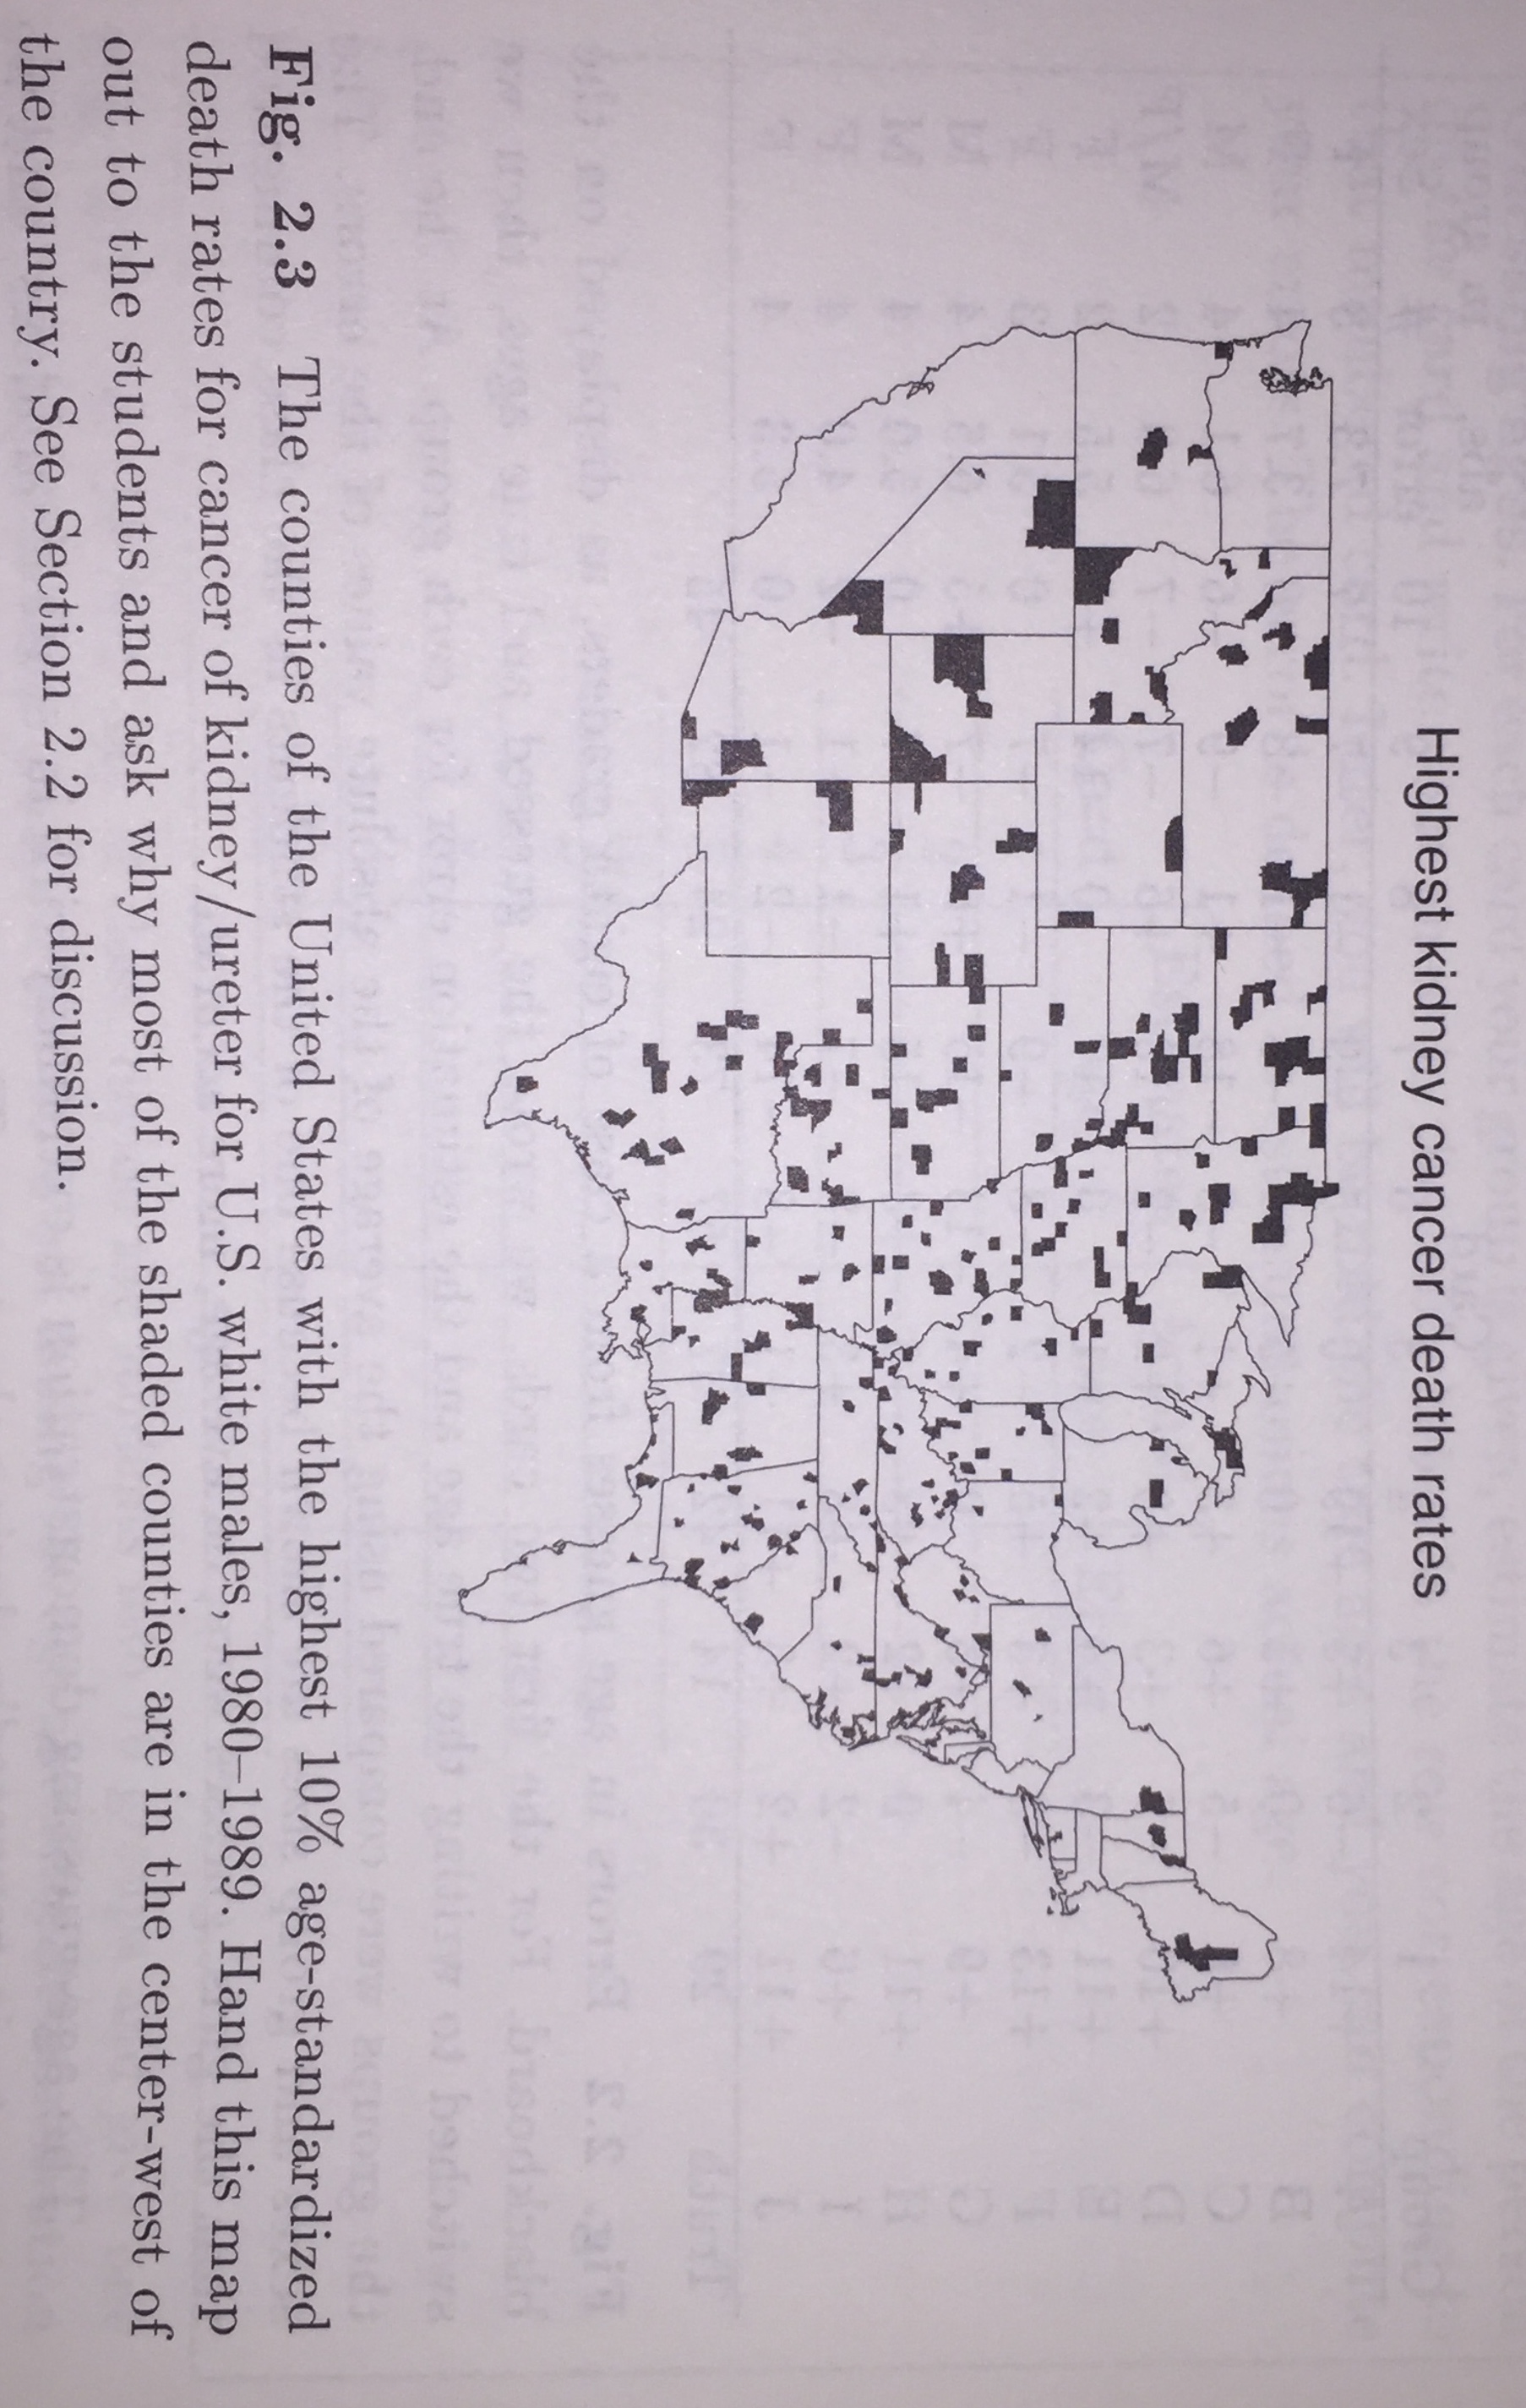 Highest kidney cancer death rates
Fig. 2.3 The counties of the United States with the highest 10% age-standardized
death rates for cancer of kidney/ureter for U.S. white males, 1980–1989. Hand this map
out to the students and ask why most of the shaded counties are in the center-west of
the country. See Section 2.2 for discussion.